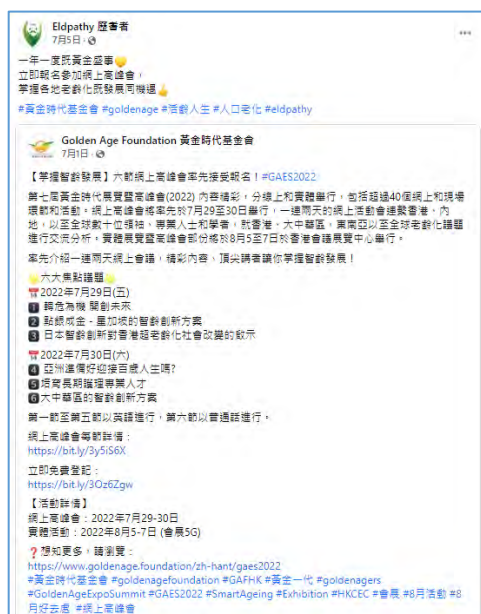 Eldpathy 歷耆者
7月5日
一年一度既黃金盛事
立即報名參加網上高峰會，
掌握各地老齡化既發展同機遇
#黃金時代基金會 #goldenage #活齡人生 #人口老化 #eldpathy
Golden Age Foundation 黃金時代基金會
7月1日
【掌握智齡發展】六節網上高峰會率先接受報名！#GAES2022
第七屆黃金時代展覽暨高峰會(2022) 內容精彩，分線上和實體舉行，包括超過40個網上和現場
環節和活動。網上高峰會將率先於7月29至30日舉行，一連兩天的網上活動會連繫香港、內
地，以至全球數十位領袖、專業人士和學者，就香港、大中華區，東南亞以至全球老齡化議題
進行交流分析。實體展覽暨高峰會部份將於8月5至7日於香港會議展覽中心舉行。
率先介紹一連兩天網上會議，精彩內容、頂尖講者讓你掌握智齡發展！
六大焦點議題
2022年7月29日(五)
1 轉危為機 開創未來
2 點銀成金 - 星加坡的智齡創新方案
3 日本智齡創新對香港超老齡化社會改變的啟示
2022年7月30日(六)
4 亞洲準備好迎接百歲人生嗎?
5 培育長期護理專業人才
6 大中華區的智齡創新方案
第一節至第五節以英語進行，第六節以普通話進行。
網上高峰會每節詳情：
https://bit.ly/3y5iS6X
立即免費登記：
https://bit.ly/3Oz6Zgw
【活動詳情】
網上高峰會：2022年7月29-30日
實體活動：2022年8月5-7日 (會展5G)
想知更多，請瀏覽：
https://www.goldenage.foundation/zh-hant/gaes2022
#黃金時代基金會 #goldenagefoundation #GAFHK #黃金一代 #goldenagers
#GoldenAgeExpoSummit #GAES2022 #SmartAgeing #Exhibition #HKCEC #會展 #8月活動 #8
月好去處 #網上高峰會